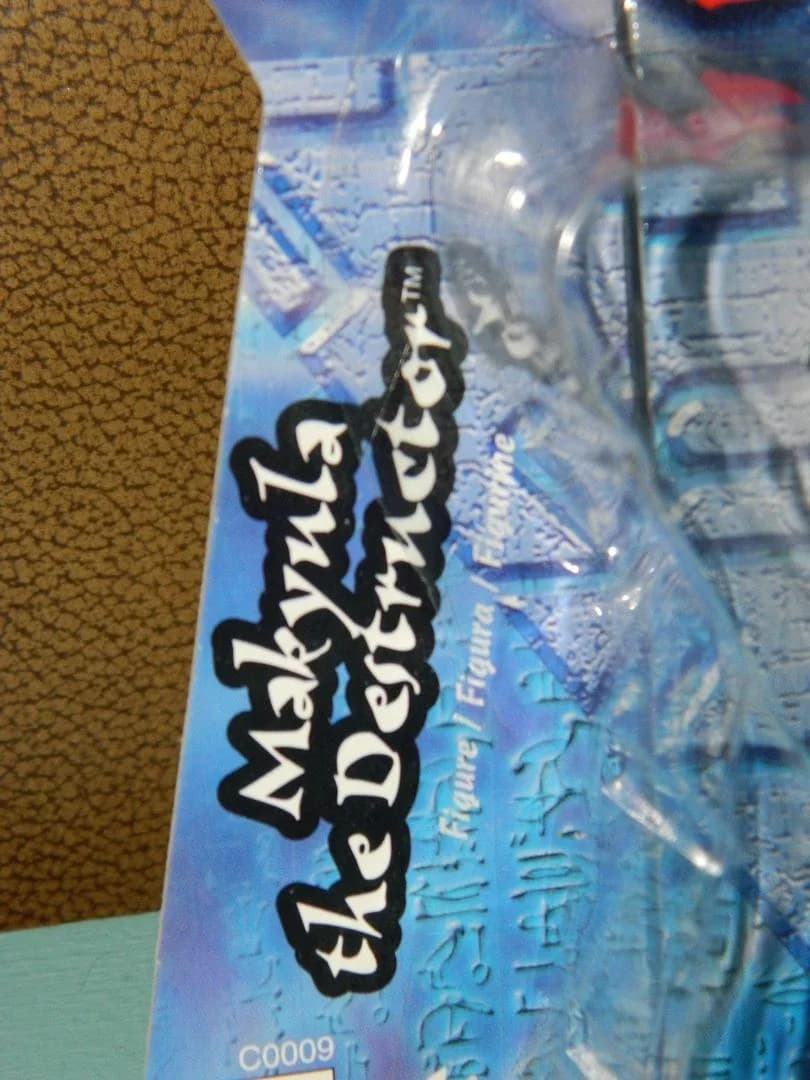 Makyula
the Destructor™
Figure / Figura / Figurine
C0009